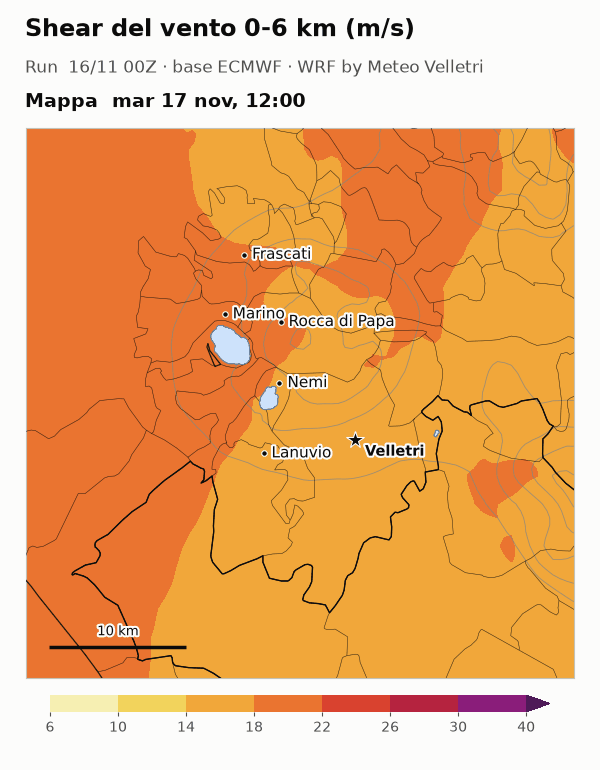 Shear del vento 0-6 km (m/s)
Run  16/11 00Z · base ECMWF · WRF by Meteo Velletri
Mappa  mar 17 nov, 12:00
Frascati
Marino
Rocca di Papa
Nemi
Velletri
Lanuvio
10 km
6 10 14 18 22 26 30 40